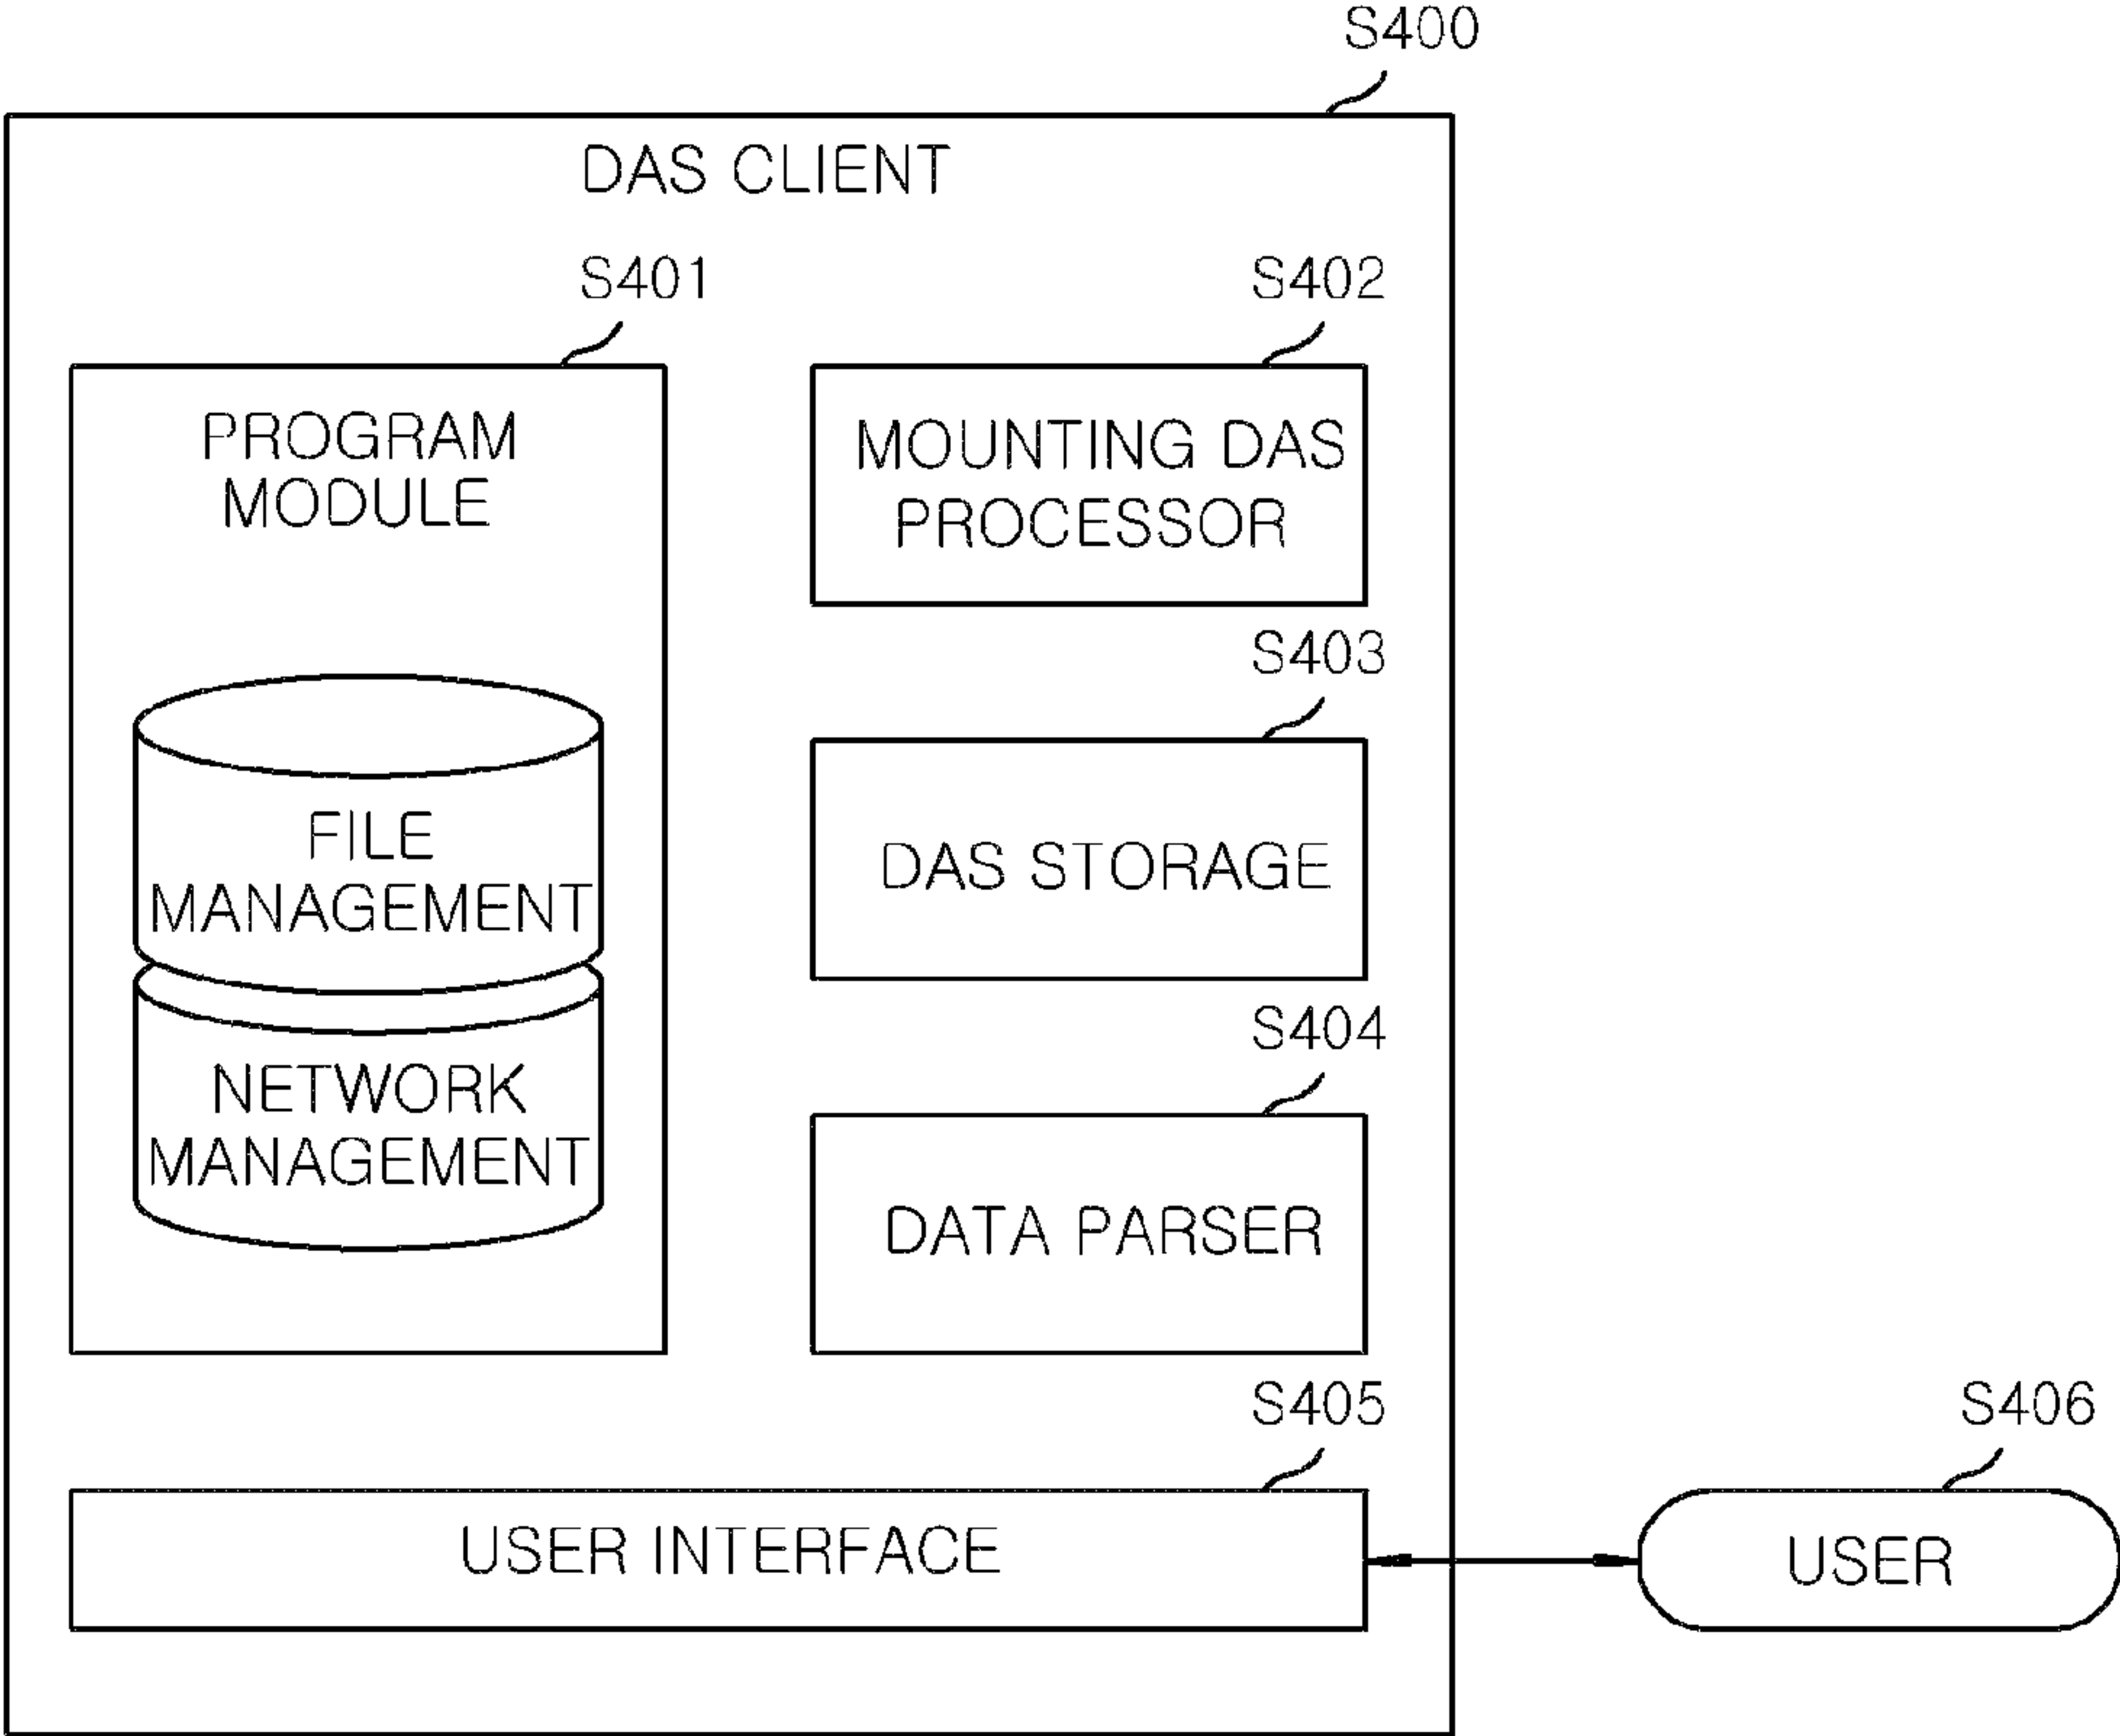 S400
DAS CLIENT
S401
PROGRAM
MODULE
FILE
MANAGEMENT
NETWORK
MANAGEMENT
S402
MOUNTING DAS
PROCESSOR
S403
DAS STORAGE
S404
DATA PARSER
S405
USER INTERFACE
S406
USER